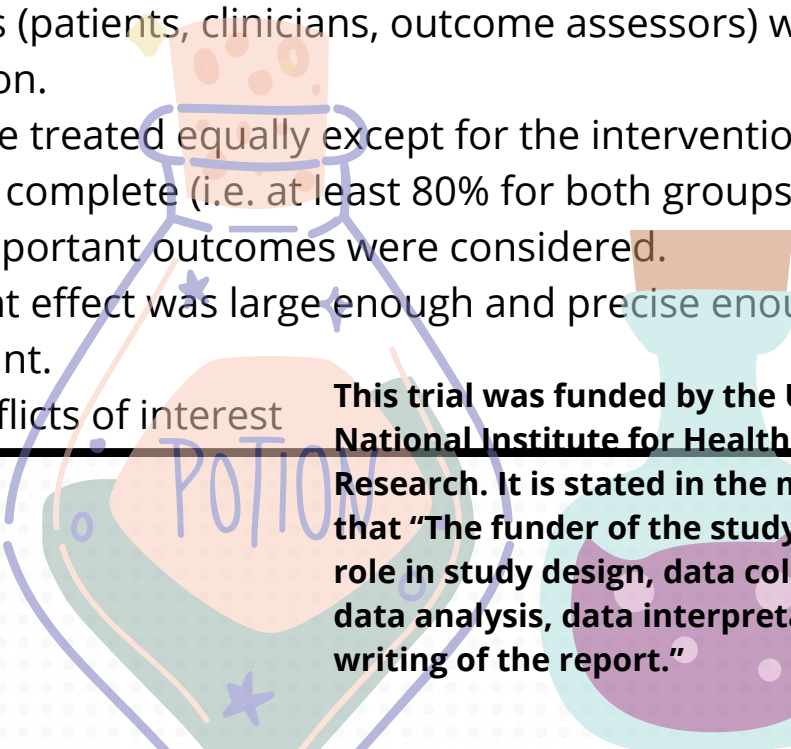 s (patients, clinicians, outcome assessors) w
on.
e treated equally except for the interventio
complete (i.e. at least 80% for both groups
portant outcomes were considered.
nt effect was large enough and precise enou
nt.
flicts of interest
This trial was funded by the U
National Institute for Health
Research. It is stated in the m
that “The funder of the study
role in study design, data col
data analysis, data interpreta
writing of the report.”
POTION